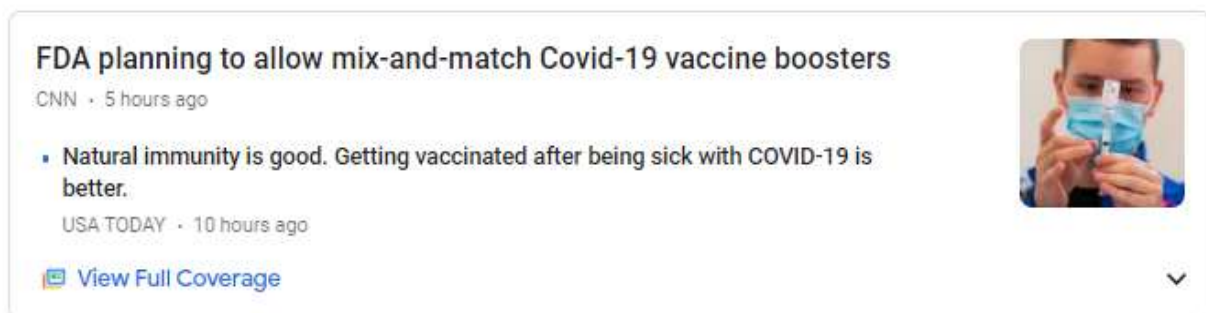 FDA planning to allow mix-and-match Covid-19 vaccine boosters
CNN · 5 hours ago
Natural immunity is good. Getting vaccinated after being sick with COVID-19 is
better.
USA TODAY · 10 hours ago
View Full Coverage